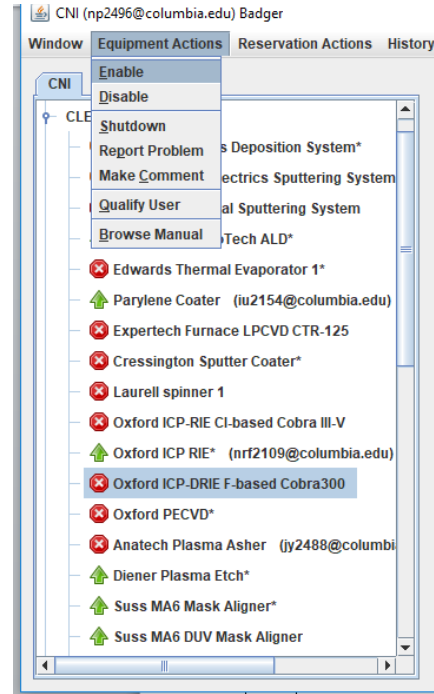 CNI (np2496@columbia.edu) Badger
Window Equipment Actions Reservation Actions History
CNI
Enable
Disable
Shutdown
Report Problem
Make Comment
Qualify User
Browse Manual
CLE
s Deposition System*
ectrics Sputtering System
al Sputtering System
Tech ALD*
Edwards Thermal Evaporator 1*
Parylene Coater (iu2154@columbia.edu)
Expertech Furnace LPCVD CTR-125
Cressington Sputter Coater*
Laurell spinner 1
Oxford ICP-RIE Cl-based Cobra III-V
Oxford ICP RIE* (nrf2109@columbia.edu)
Oxford ICP-DRIE F-based Cobra300
Oxford PECVD*
Anatech Plasma Asher (jy2488@columbi
Diener Plasma Etch*
Suss MA6 Mask Aligner*
Suss MA6 DUV Mask Aligner